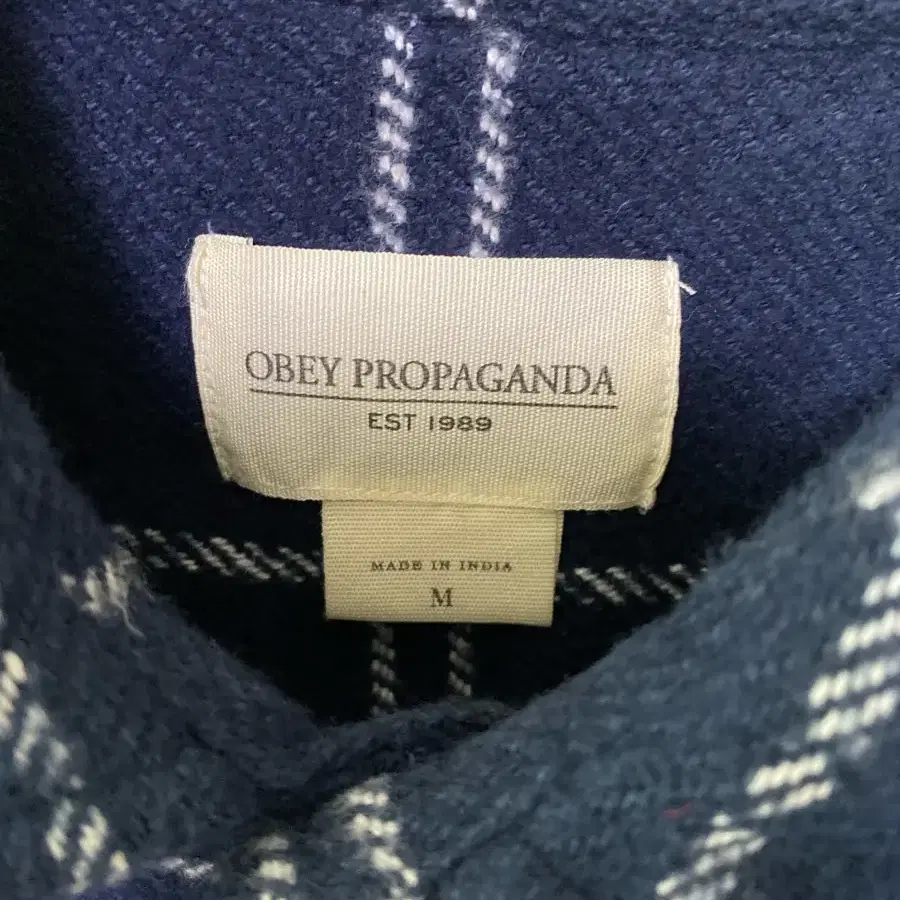 OBEY PROPAGANDA
EST 1989
MADE IN INDIA
M